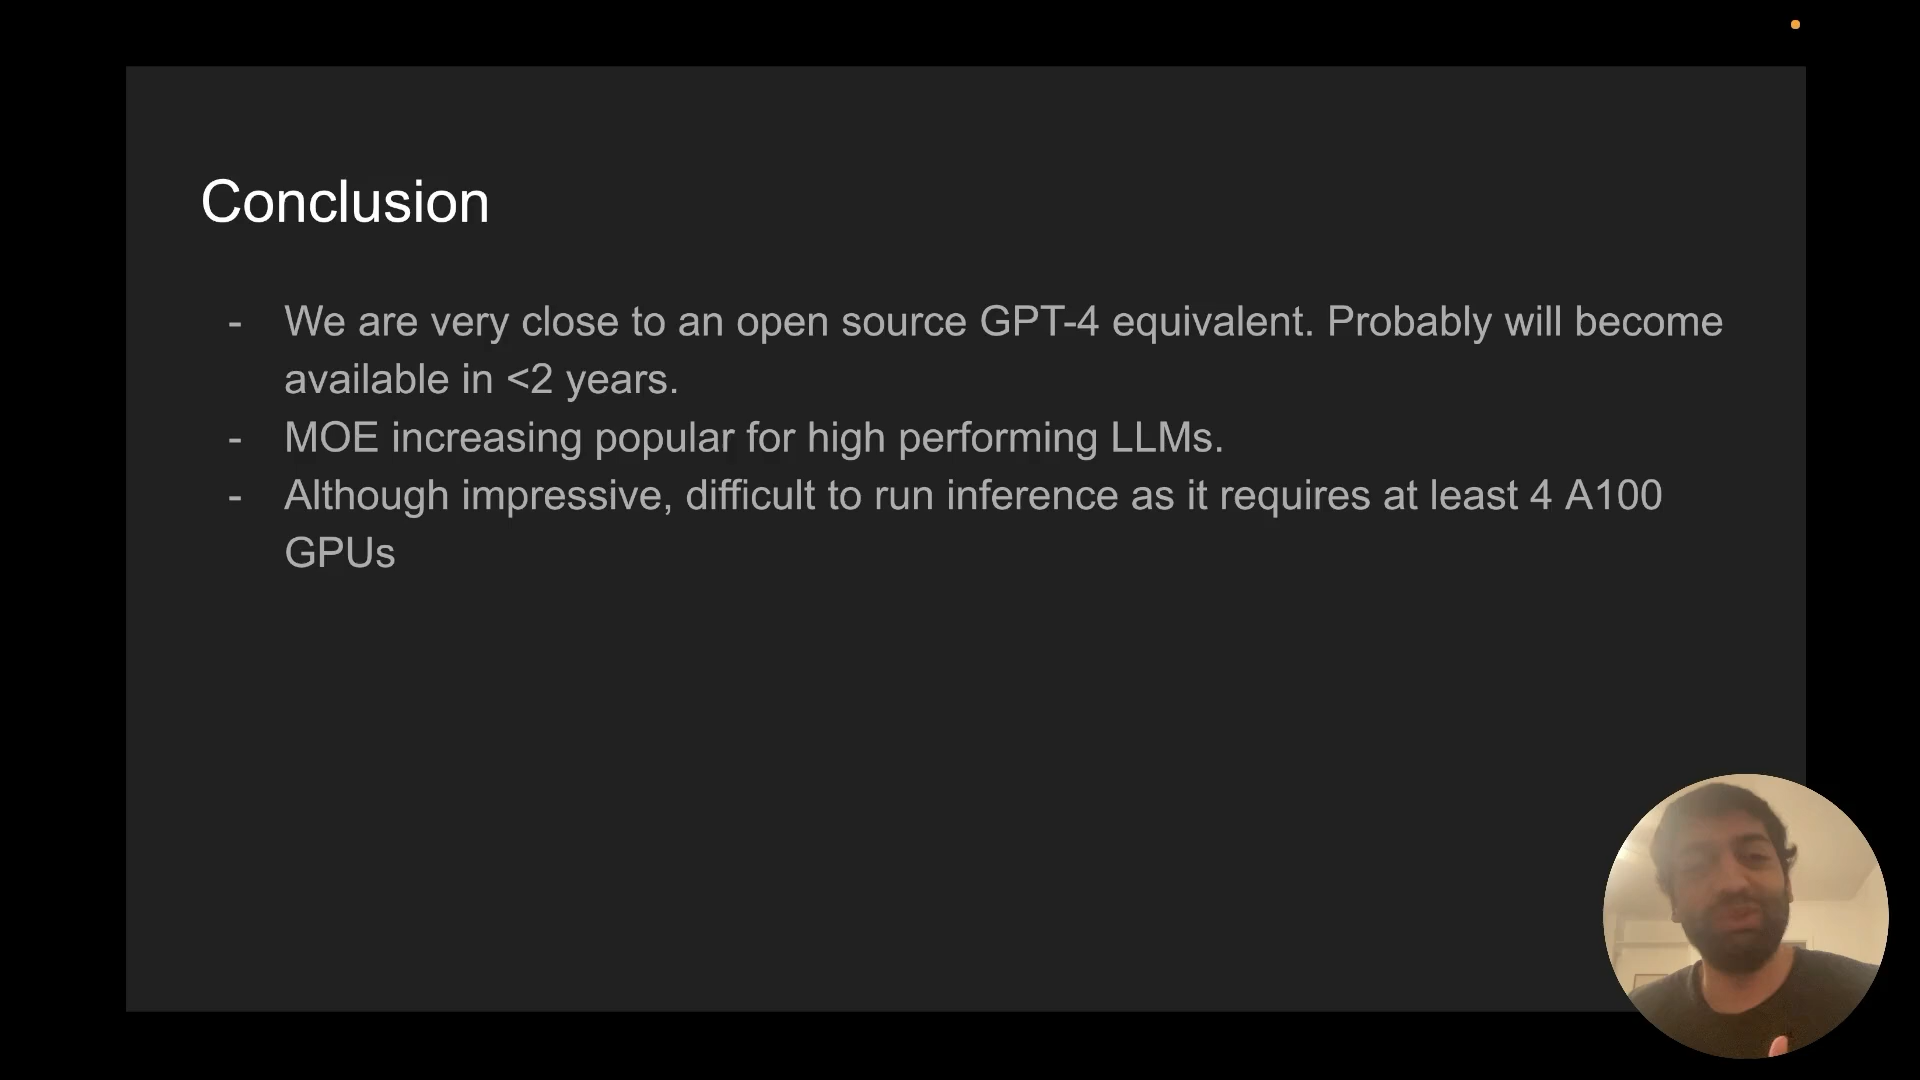 Conclusion
- We are very close to an open source GPT-4 equivalent. Probably will become
available in <2 years.
- MOE increasing popular for high performing LLMs.
- Although impressive, difficult to run inference as it requires at least 4 A100
GPUs